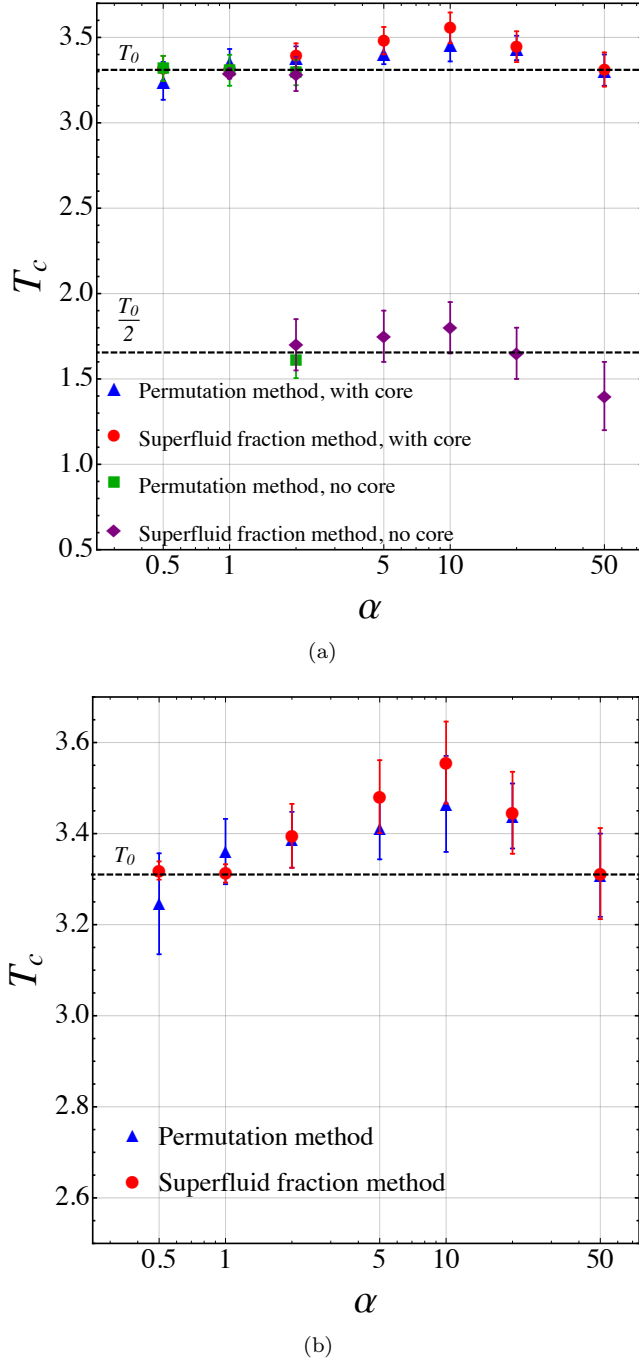 3.5
T₀
3.0
2.5
T_c
2.0
T₀/2
1.5
Permutation method, with core
Superfluid fraction method, with core
1.0
Permutation method, no core
Superfluid fraction method, no core
0.5
0.5 1 5 10 50
α
(a)
3.6
3.4
T₀
3.2
T_c
3.0
2.8
Permutation method
Superfluid fraction method
2.6
0.5 1 5 10 50
α
(b)